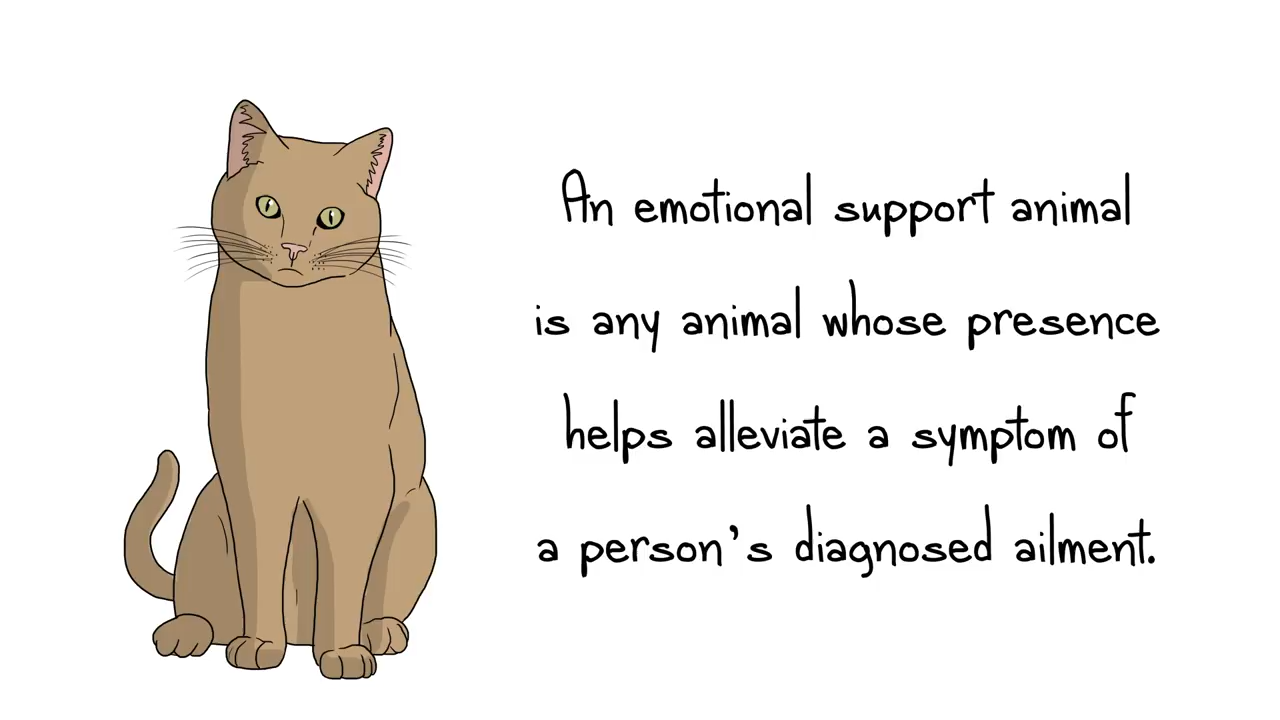 An emotional support animal
is any animal whose presence
helps alleviate a symptom of
a person's diagnosed ailment.